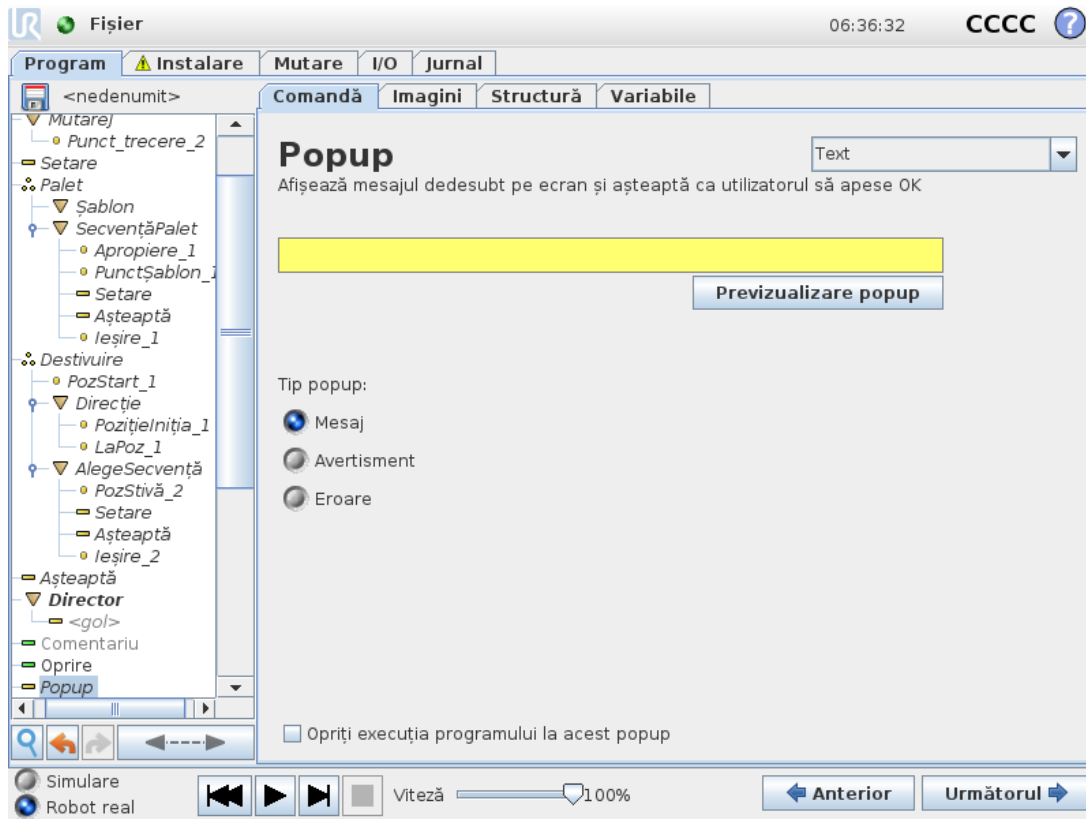 Fișier
06:36:32
CCCC
?
Program
Instalare
Mutare
I/O
Jurnal
<nedenumit>
Comandă
Imagini
Structură
Variabile
MutareJ
Punct_trecere_2
Setare
Palet
Șablon
SecvențăPalet
Apropiere_1
PunctȘablon_1
Setare
Așteaptă
Ieșire_1
Destivuire
PozStart_1
Direcție
PozițieIniția_1
LaPoz_1
AlegeSecvență
PozStivă_2
Setare
Așteaptă
Ieșire_2
Așteaptă
Director
<gol>
Comentariu
Oprire
Popup
Popup
Text
Afișează mesajul dedesubt pe ecran și așteaptă ca utilizatorul să apese OK
Previzualizare popup
Tip popup:
Mesaj
Avertisment
Eroare
Opriți execuția programului la acest popup
Simulare
Robot real
Viteză
100%
Anterior
Următorul